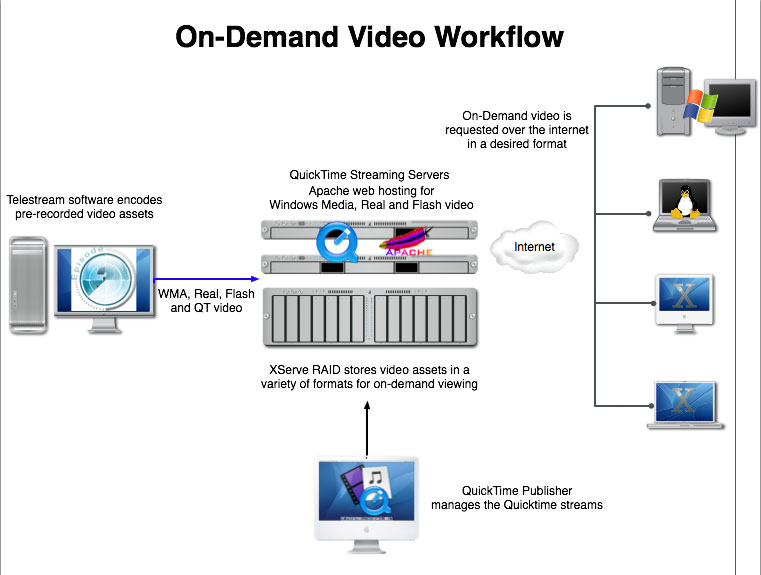 On-Demand Video Workflow
On-Demand video is
requested over the internet
in a desired format
QuickTime Streaming Servers
Apache web hosting for
Windows Media, Real and Flash video
Telestream software encodes
pre-recorded video assets
APACHE
Internet
Episode
WMA, Real, Flash
and QT video
X
X
XServe RAID stores video assets in a
variety of formats for on-demand viewing
QuickTime Publisher
manages the Quicktime streams